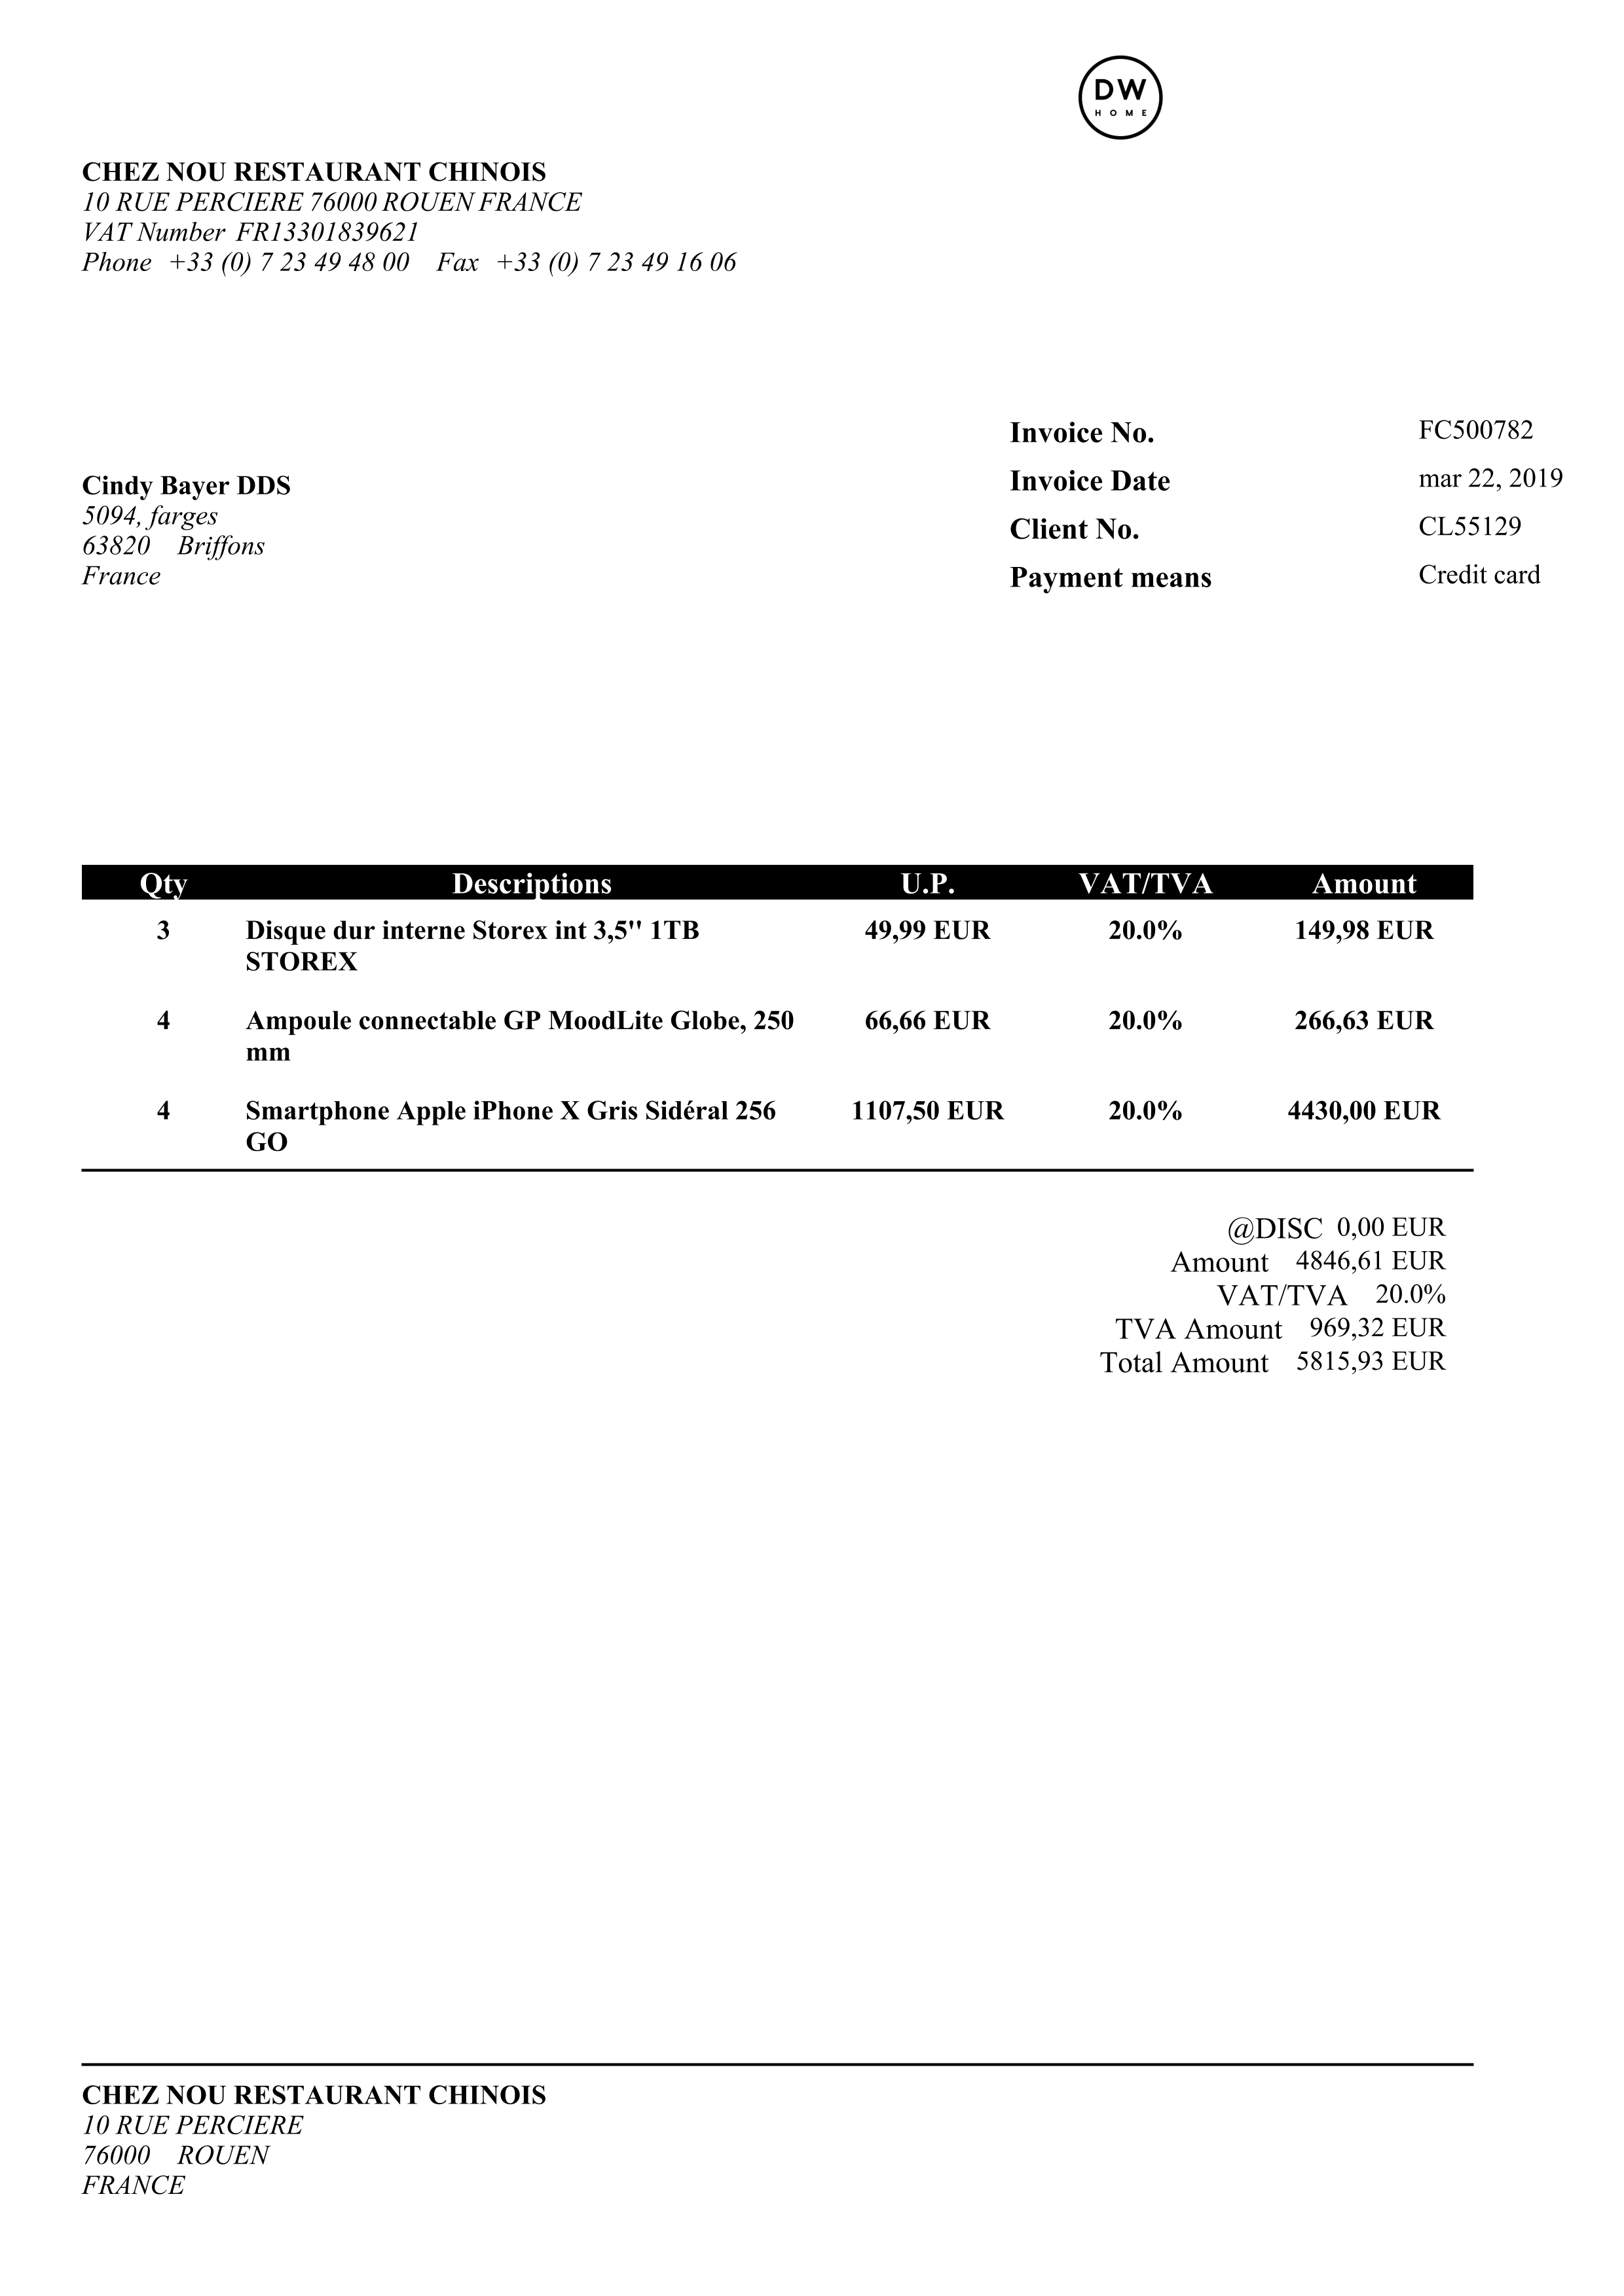 DW
HOME
CHEZ NOU RESTAURANT CHINOIS
10 RUE PERCIERE 76000 ROUEN FRANCE
VAT Number FR13301839621
Phone +33 (0) 7 23 49 48 00 Fax +33 (0) 7 23 49 16 06
Invoice No. FC500782
Invoice Date mar 22, 2019
Client No. CL55129
Payment means Credit card
Cindy Bayer DDS
5094, farges
63820 Briffons
France
Qty Descriptions U.P. VAT/TVA Amount
3 Disque dur interne Storex int 3,5'' 1TB 49,99 EUR 20.0% 149,98 EUR
STOREX
4 Ampoule connectable GP MoodLite Globe, 250 66,66 EUR 20.0% 266,63 EUR
mm
4 Smartphone Apple iPhone X Gris Sidéral 256 1107,50 EUR 20.0% 4430,00 EUR
GO
@DISC 0,00 EUR
Amount 4846,61 EUR
VAT/TVA 20.0%
TVA Amount 969,32 EUR
Total Amount 5815,93 EUR
CHEZ NOU RESTAURANT CHINOIS
10 RUE PERCIERE
76000 ROUEN
FRANCE